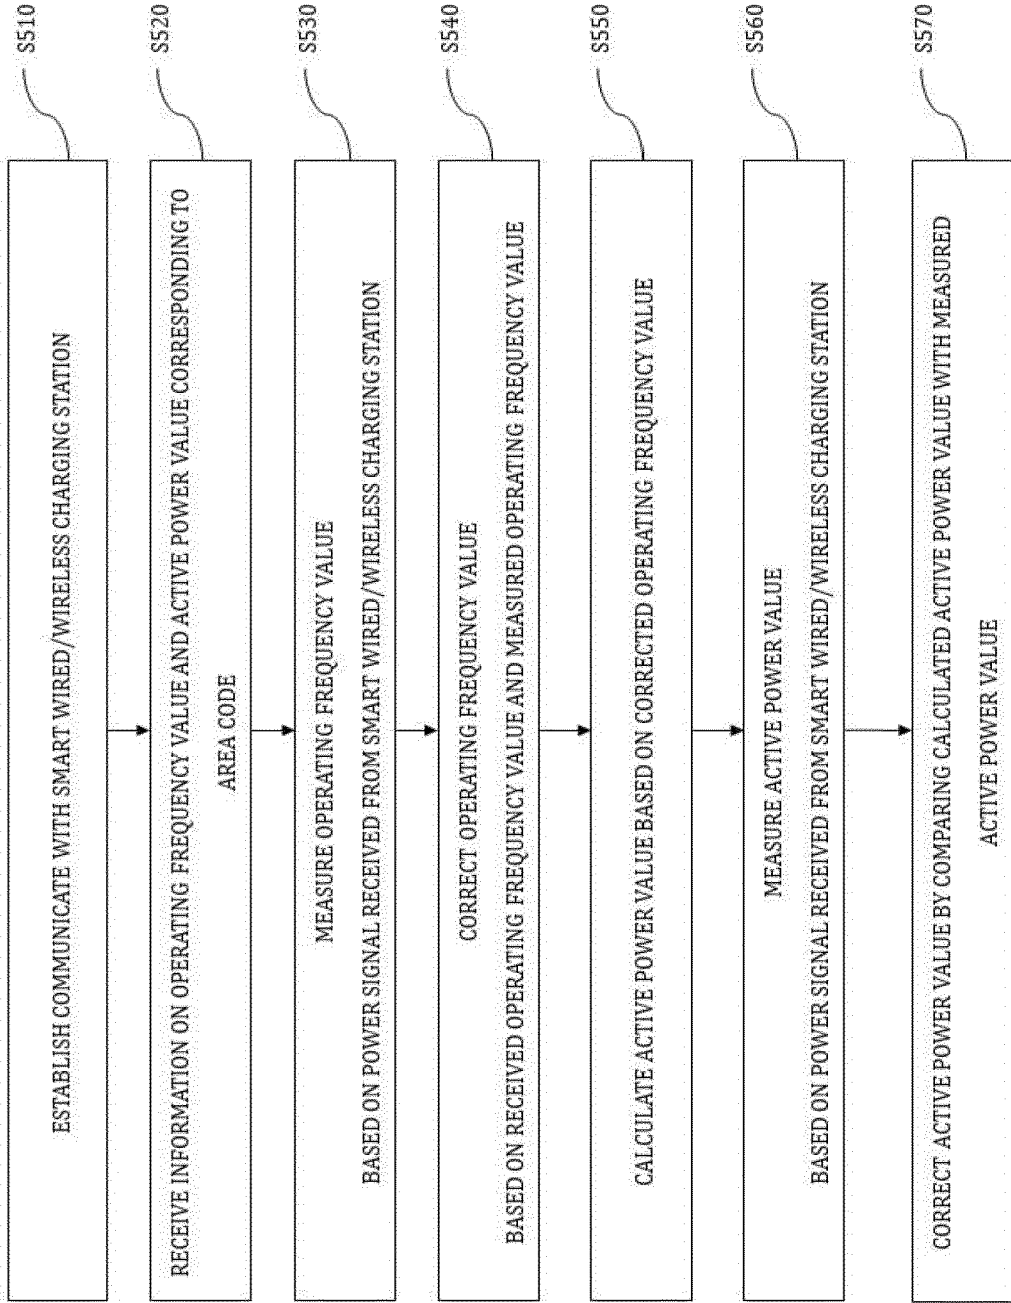 S510
ESTABLISH COMMUNICATE WITH SMART WIRED/WIRELESS CHARGING STATION
S520
RECEIVE INFORMATION ON OPERATING FREQUENCY VALUE AND ACTIVE POWER VALUE CORRESPONDING TO
AREA CODE
S530
MEASURE OPERATING FREQUENCY VALUE
BASED ON POWER SIGNAL RECEIVED FROM SMART WIRED/WIRELESS CHARGING STATION
S540
CORRECT OPERATING FREQUENCY VALUE
BASED ON RECEIVED OPERATING FREQUENCY VALUE AND MEASURED OPERATING FREQUENCY VALUE
S550
CALCULATE ACTIVE POWER VALUE BASED ON CORRECTED OPERATING FREQUENCY VALUE
S560
MEASURE ACTIVE POWER VALUE
BASED ON POWER SIGNAL RECEIVED FROM SMART WIRED/WIRELESS CHARGING STATION
S570
CORRECT ACTIVE POWER VALUE BY COMPARING CALCULATED ACTIVE POWER VALUE WITH MEASURED
ACTIVE POWER VALUE